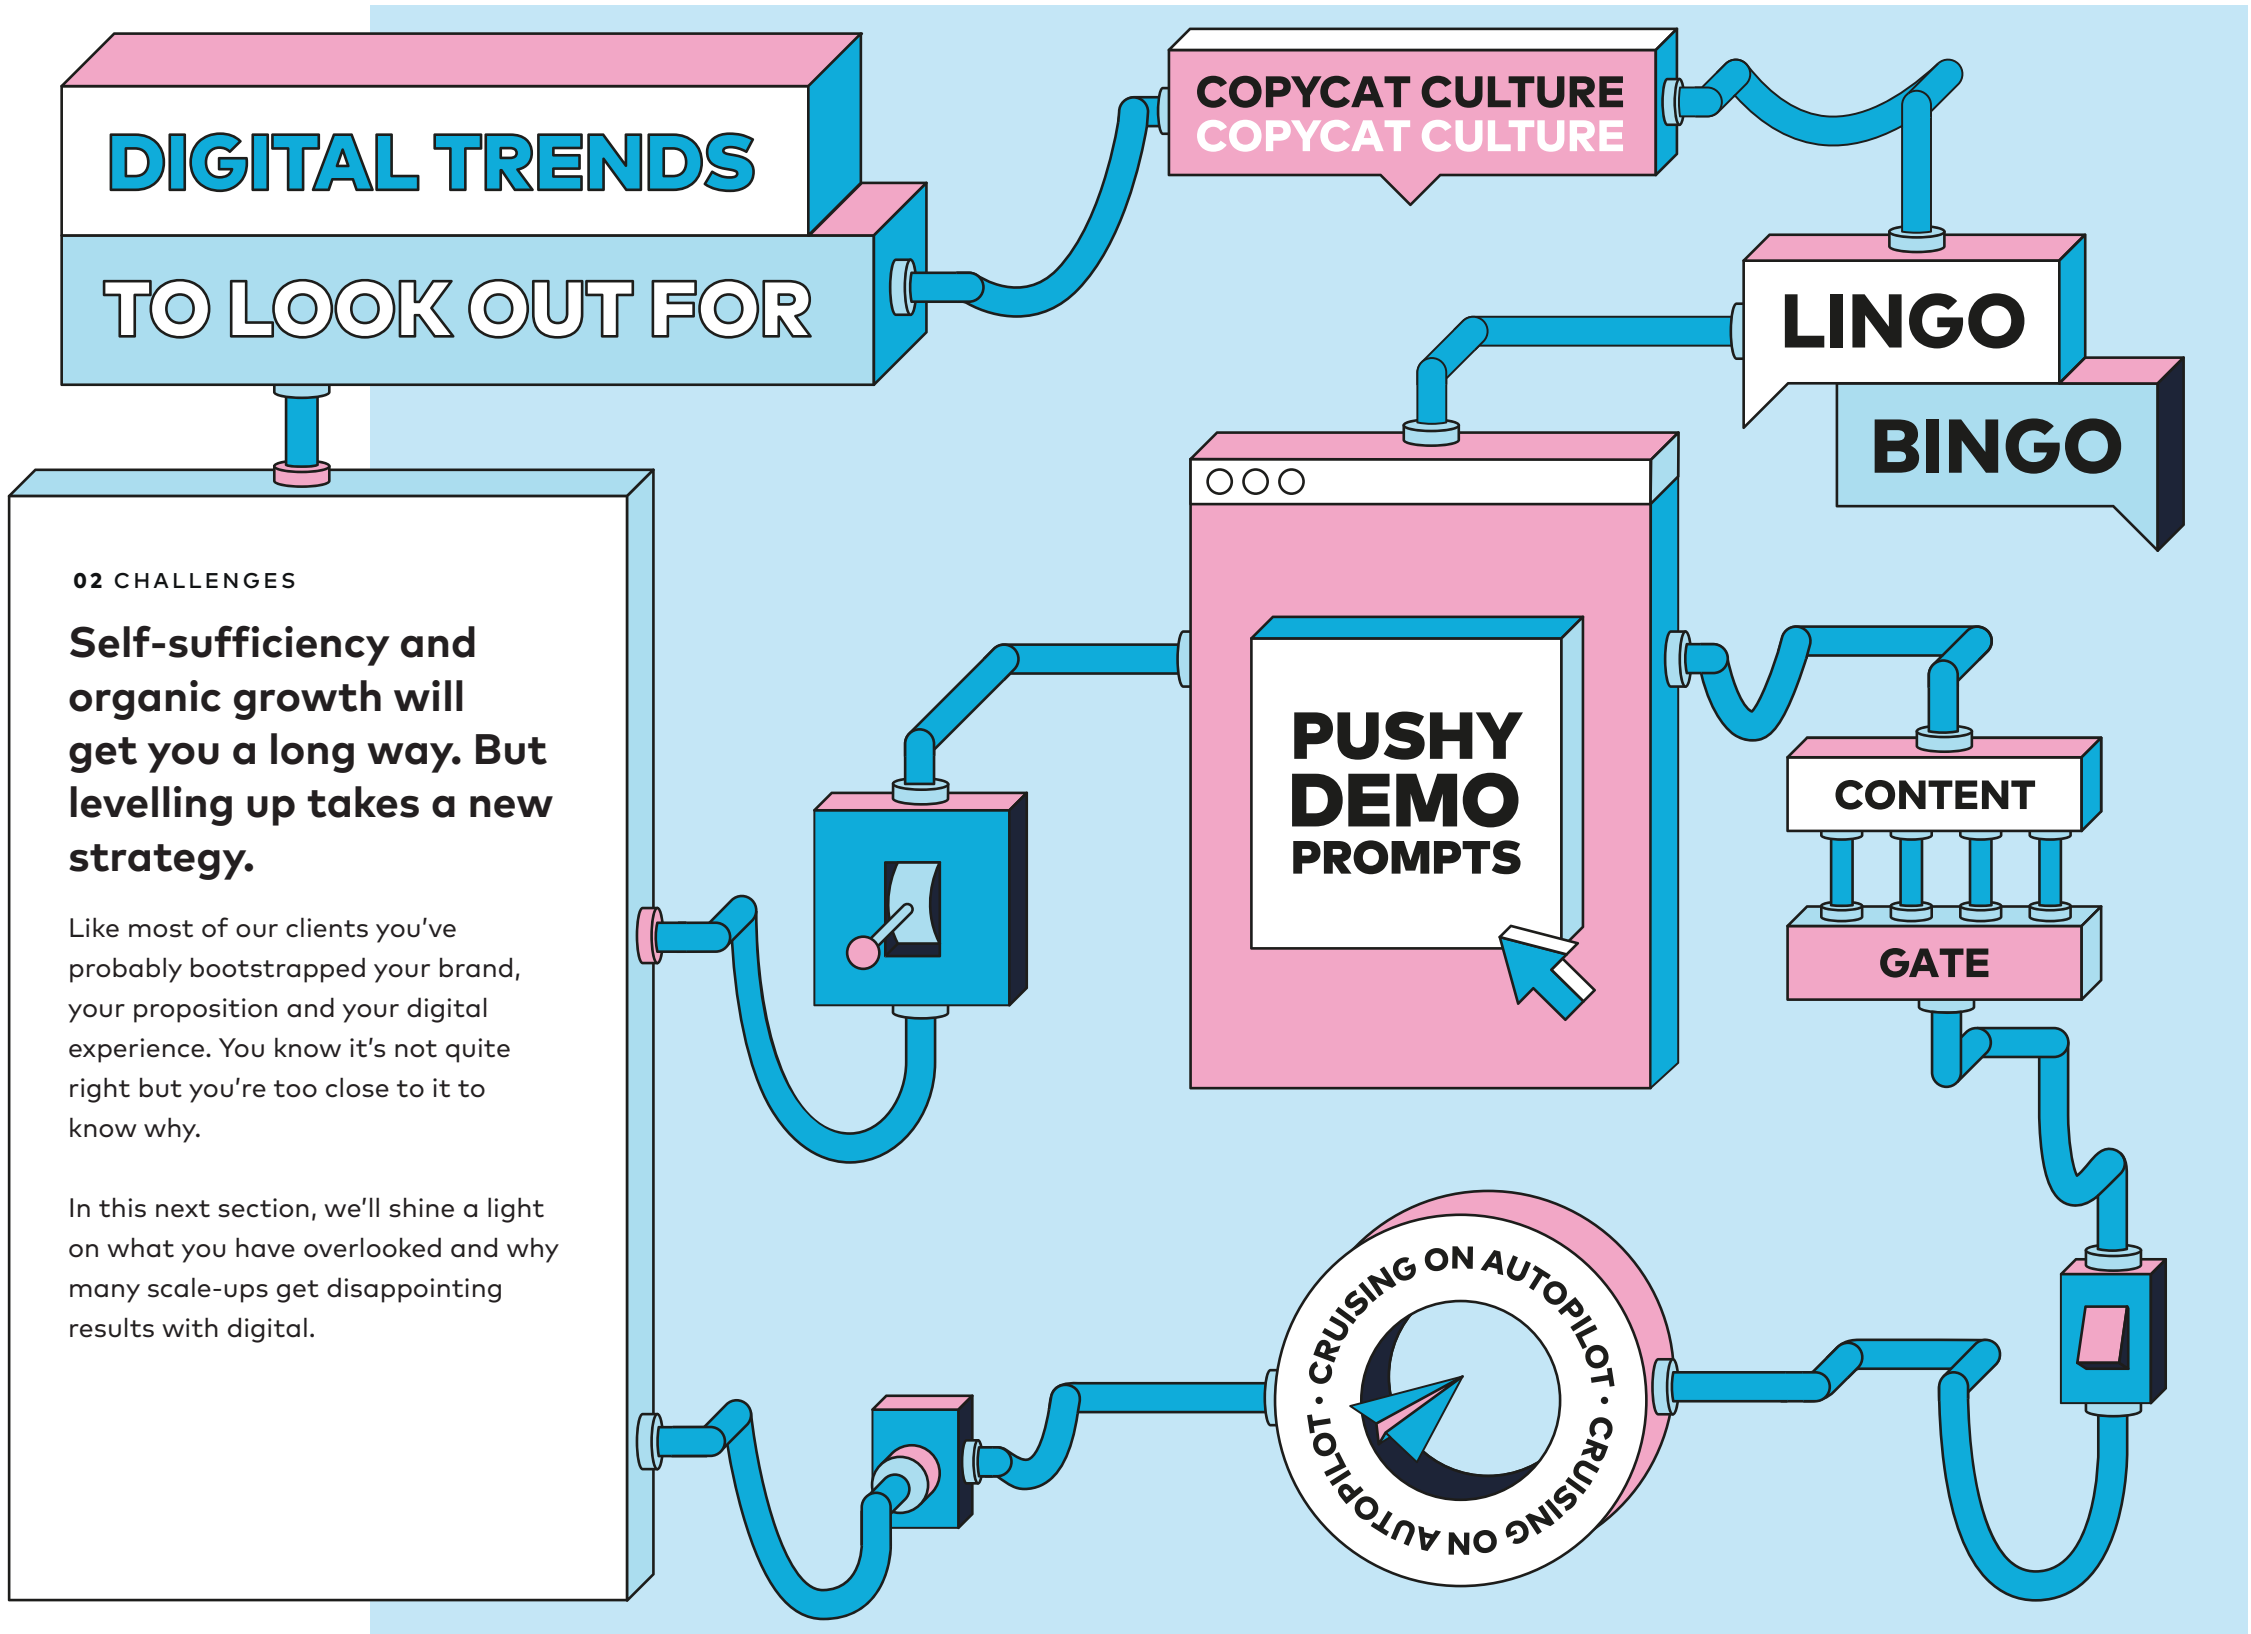 DIGITAL TRENDS
TO LOOK OUT FOR
COPYCAT CULTURE
COPYCAT CULTURE
LINGO
BINGO
02 CHALLENGES
Self-sufficiency and
organic growth will
get you a long way. But
levelling up takes a new
strategy.
Like most of our clients you’ve
probably bootstrapped your brand,
your proposition and your digital
experience. You know it’s not quite
right but you’re too close to it to
know why.
In this next section, we’ll shine a light
on what you have overlooked and why
many scale-ups get disappointing
results with digital.
PUSHY
DEMO
PROMPTS
CONTENT
GATE
CRUISING ON AUTOPILOT · CRUISING ON AUTOPILOT ·